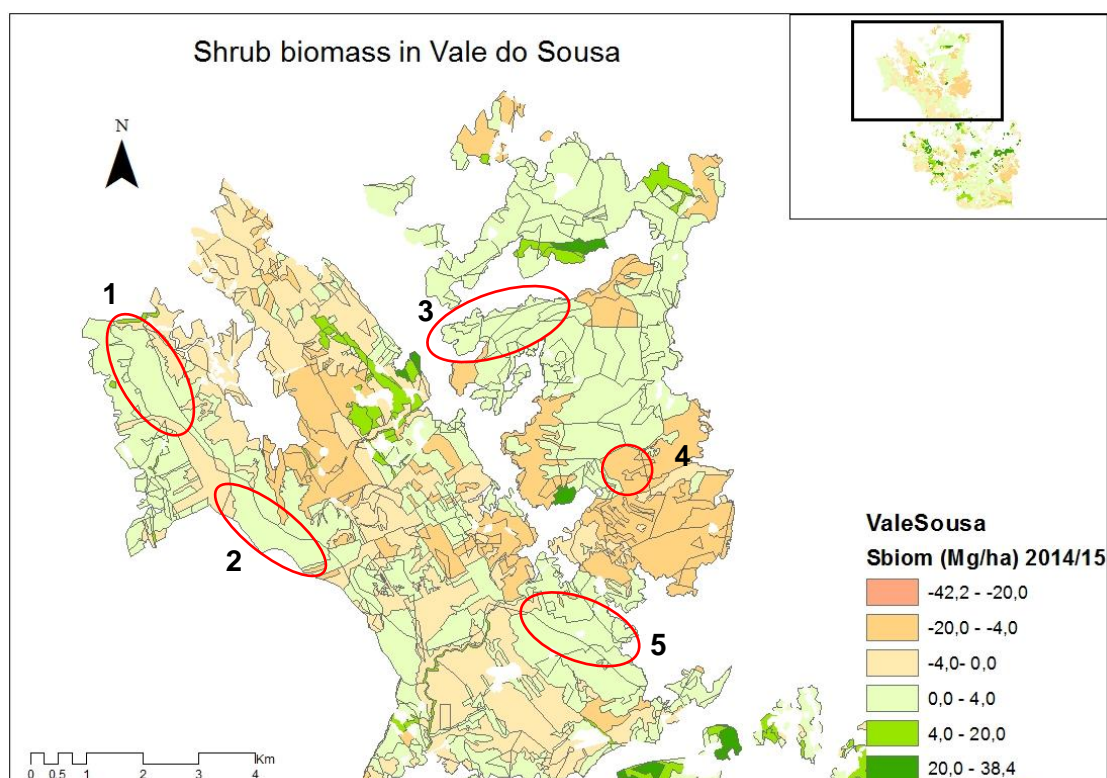 Shrub biomass in Vale do Sousa
N
1
2
3
4
5
ValeSousa
Sbiom (Mg/ha) 2014/15
-42,2 - -20,0
-20,0 - -4,0
-4,0- 0,0
0,0 - 4,0
4,0 - 20,0
20,0 - 38,4
0 0.5 1 2 3 4
Km